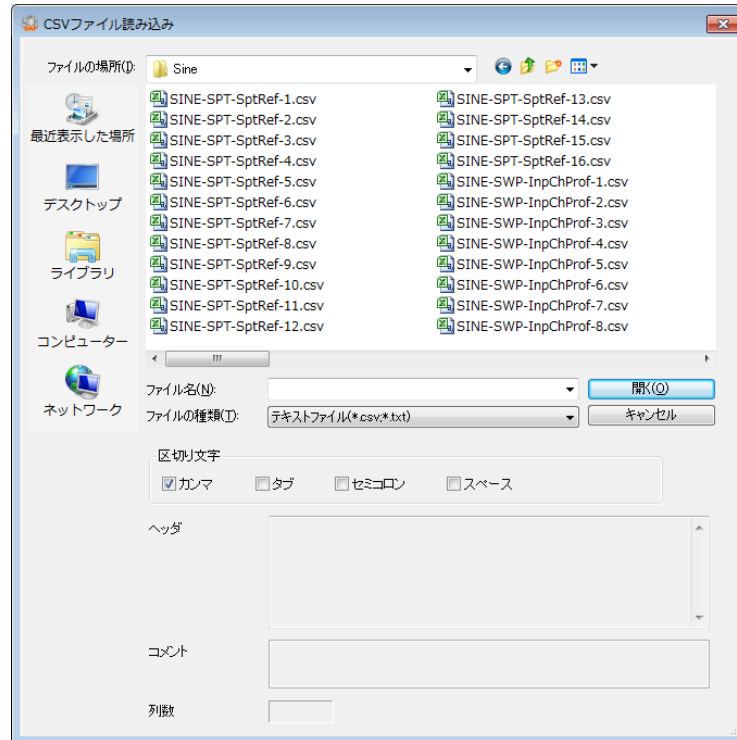 CSVファイル読み込み
ファイルの場所(I):
Sine
最近表示した場所
デスクトップ
ライブラリ
コンピューター
ネットワーク
SINE-SPT-SptRef-1.csv
SINE-SPT-SptRef-2.csv
SINE-SPT-SptRef-3.csv
SINE-SPT-SptRef-4.csv
SINE-SPT-SptRef-5.csv
SINE-SPT-SptRef-6.csv
SINE-SPT-SptRef-7.csv
SINE-SPT-SptRef-8.csv
SINE-SPT-SptRef-9.csv
SINE-SPT-SptRef-10.csv
SINE-SPT-SptRef-11.csv
SINE-SPT-SptRef-12.csv
SINE-SPT-SptRef-13.csv
SINE-SPT-SptRef-14.csv
SINE-SPT-SptRef-15.csv
SINE-SPT-SptRef-16.csv
SINE-SWP-InpChProf-1.csv
SINE-SWP-InpChProf-2.csv
SINE-SWP-InpChProf-3.csv
SINE-SWP-InpChProf-4.csv
SINE-SWP-InpChProf-5.csv
SINE-SWP-InpChProf-6.csv
SINE-SWP-InpChProf-7.csv
SINE-SWP-InpChProf-8.csv
ファイル名(N):
開く(O)
ファイルの種類(T):
テキストファイル(*.csv;*.txt)
キャンセル
区切り文字
カンマ
タブ
セミコロン
スペース
ヘッダ
コメント
列数